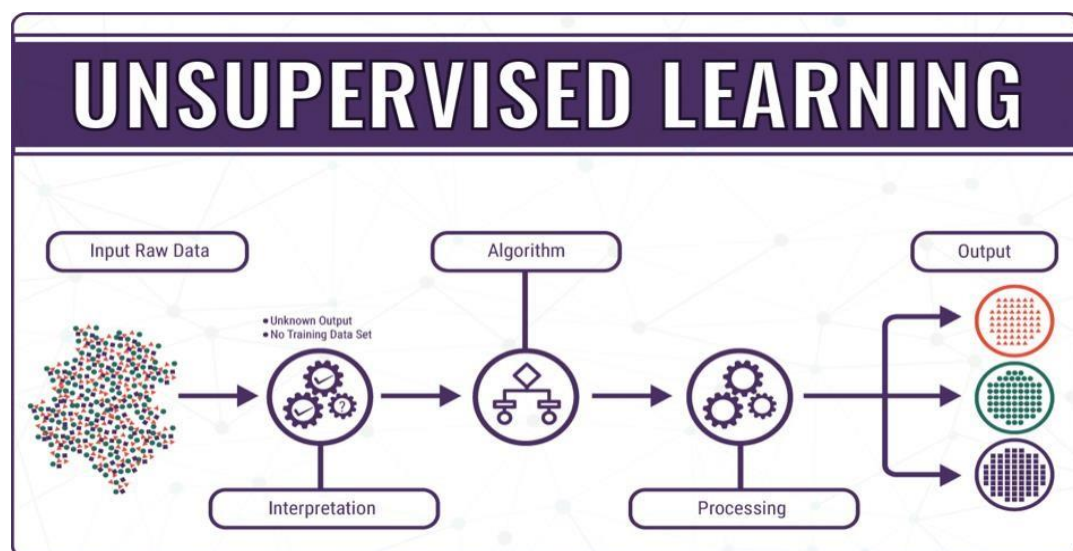 UNSUPERVISED LEARNING
Input Raw Data
Algorithm
Output
• Unknown Output
• No Training Data Set
?
Interpretation
Processing